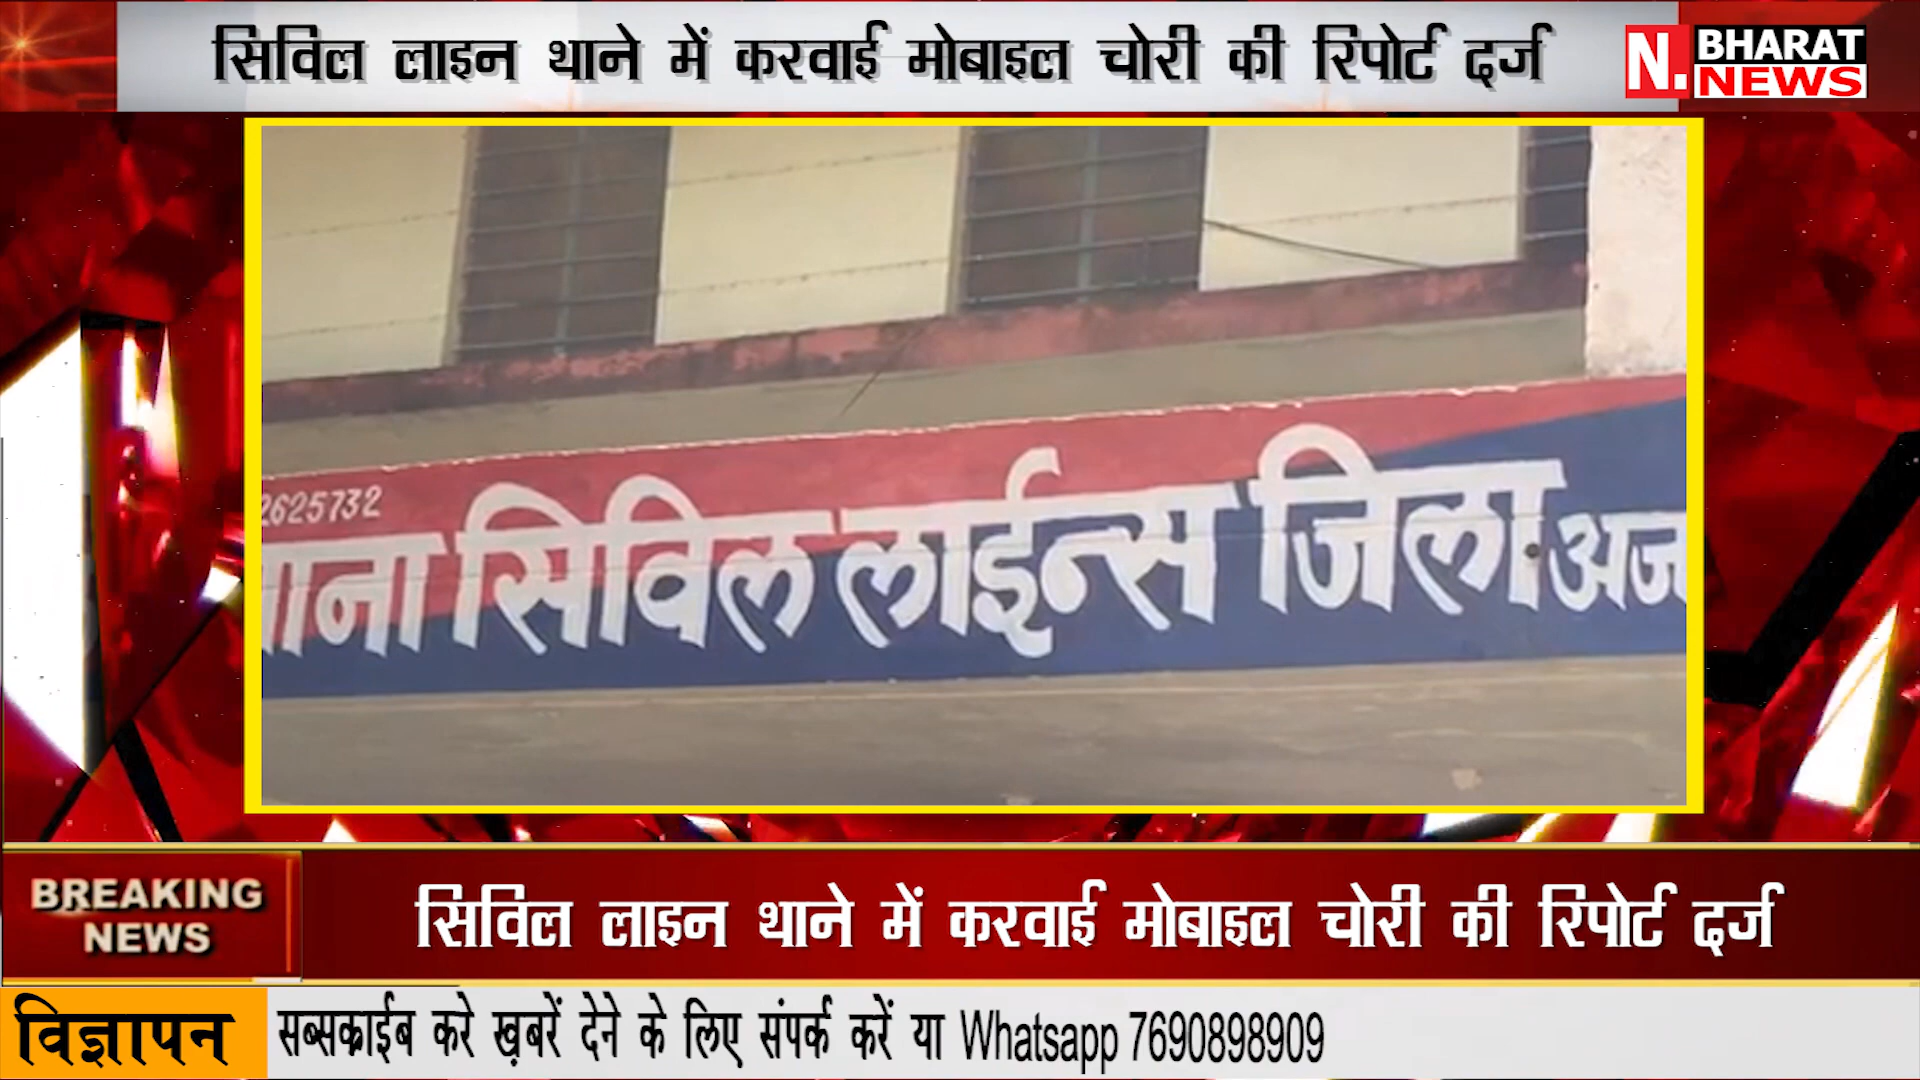 सिविल लाइन थाने में करवाई मोबाइल चोरी की रिपोर्ट दर्ज
N. BHARAT
NEWS
2625732
सिविल लाईन्स जिला
BREAKING
NEWS
सिविल लाइन थाने में करवाई मोबाइल चोरी की रिपोर्ट दर्ज
विज्ञापन
सब्सक्राईब करे ख़बरें देने के लिए संपर्क करें या Whatsapp 7690898909